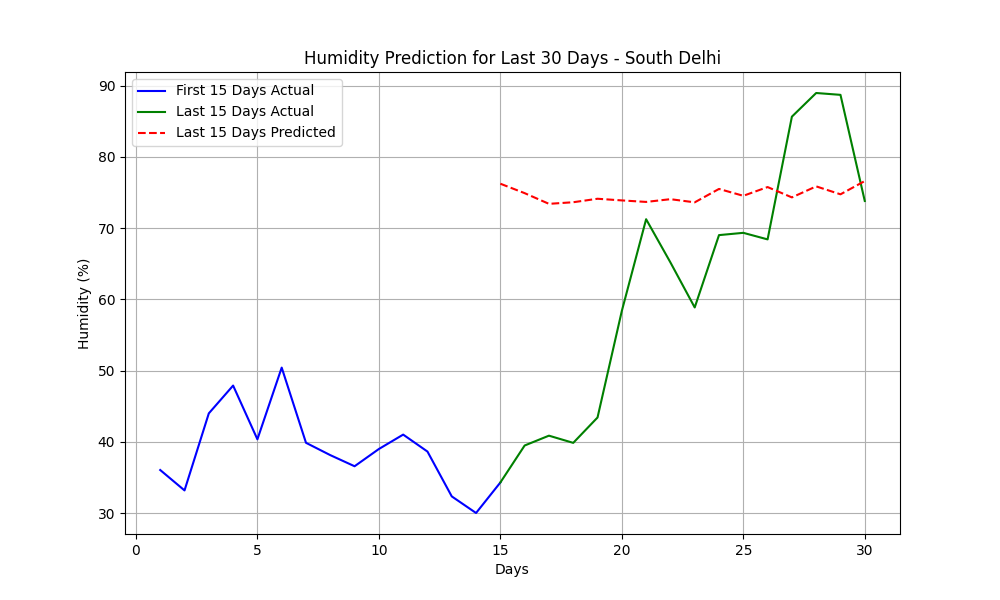 Humidity Prediction for Last 30 Days - South Delhi
First 15 Days Actual
Last 15 Days Actual
Last 15 Days Predicted
Humidity (%)
90
80
70
60
50
40
30
0 5 10 15 20 25 30
Days